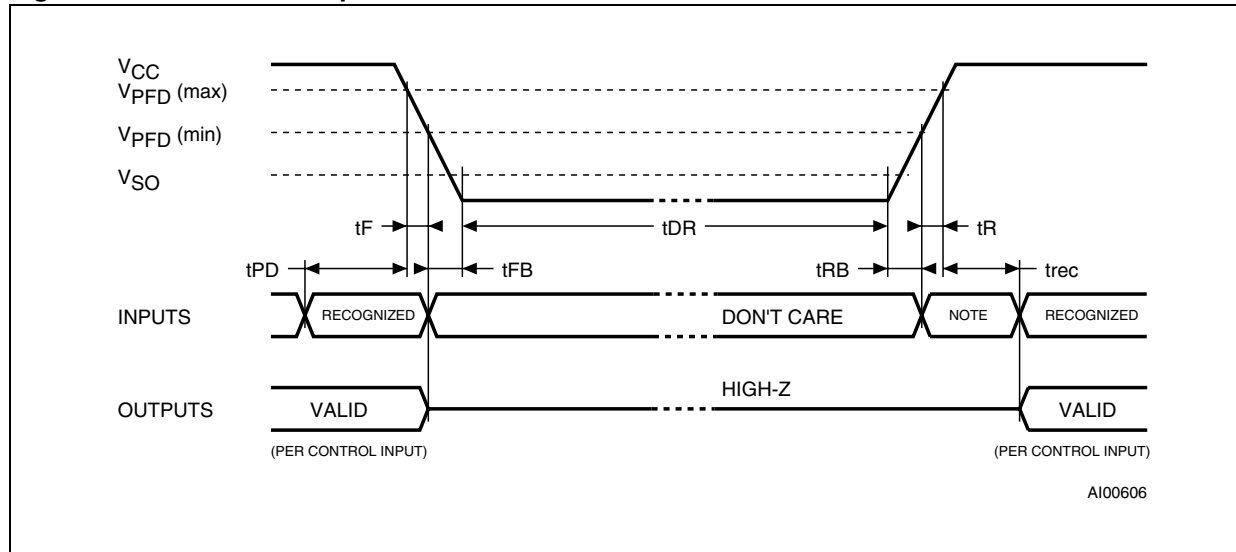 VCC
VPFD (max)
VPFD (min)
VSO
tF
tDR
tR
tPD
tFB
tRB
trec
INPUTS
RECOGNIZED
DON'T CARE
NOTE
RECOGNIZED
HIGH-Z
OUTPUTS
VALID
VALID
(PER CONTROL INPUT)
(PER CONTROL INPUT)
AI00606